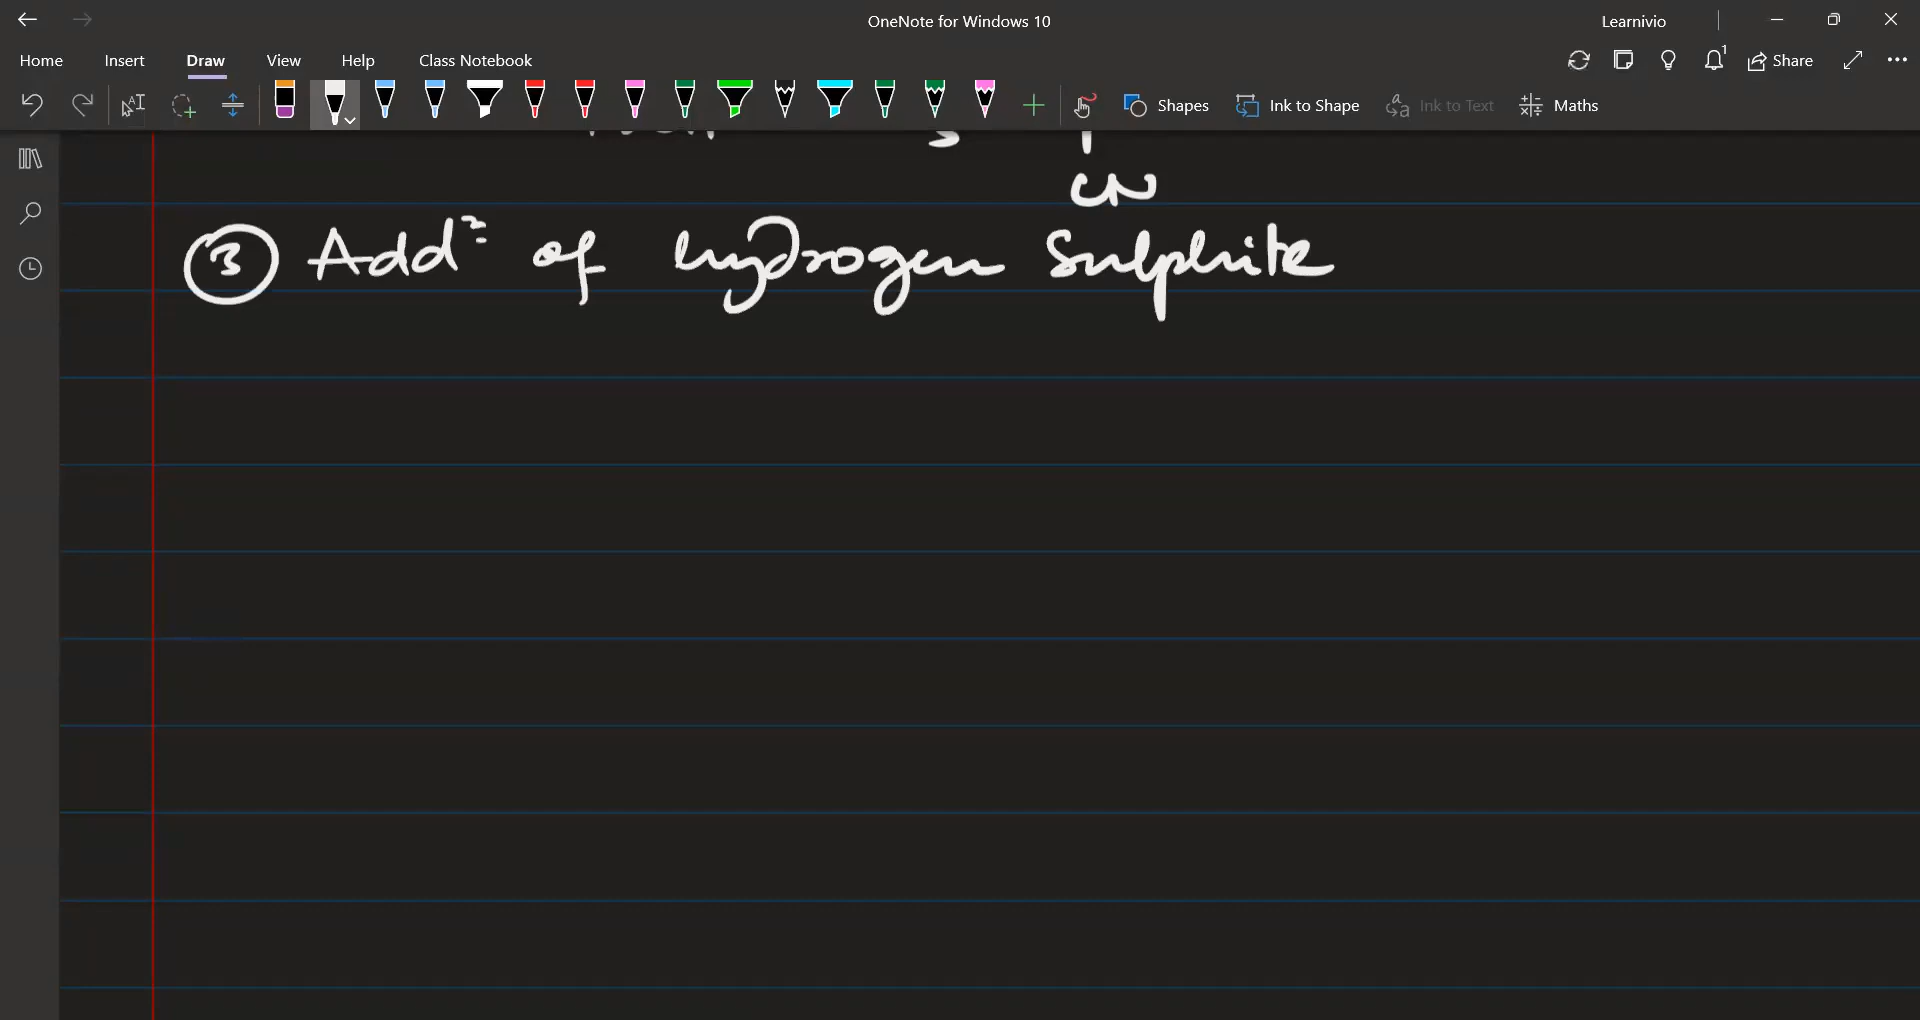 OneNote for Windows 10
Learnivio
Home Insert Draw View Help Class Notebook
1
Share
Shapes Ink to Shape Ink to Text Maths
CN
③ Addⁿ of hydrogen Sulphite